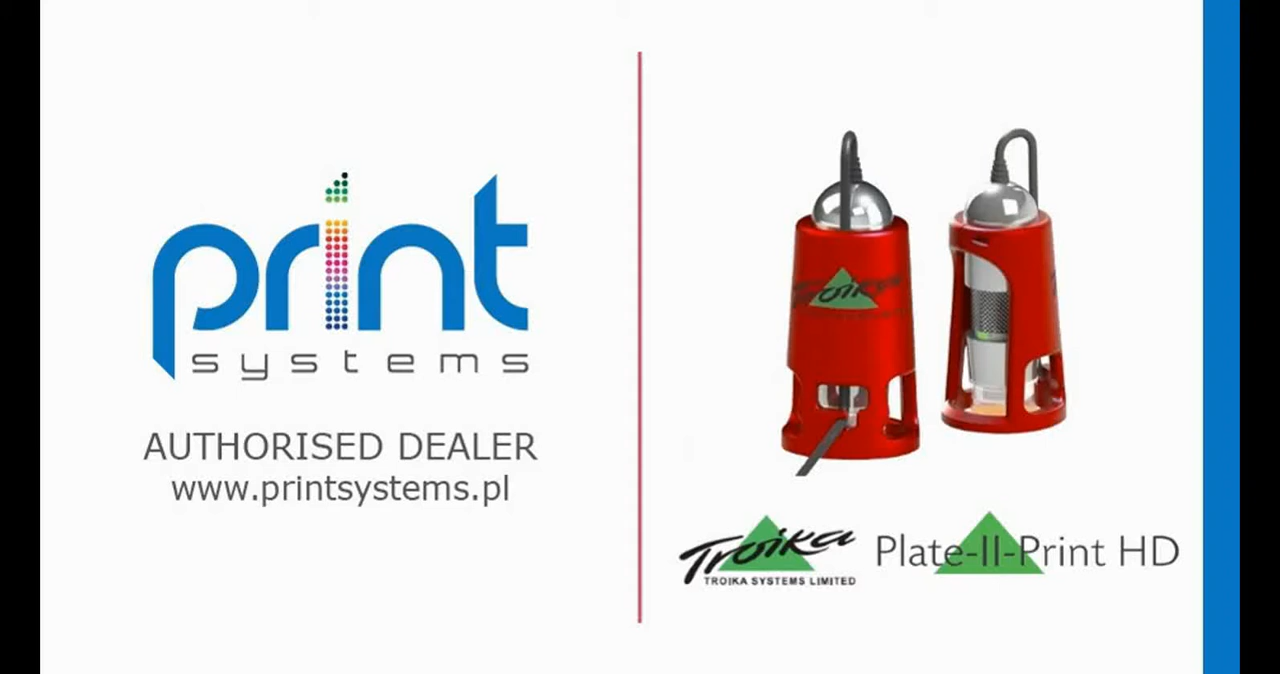 print
systems
AUTHORISED DEALER
www.printsystems.pl
Troika
Troika
TROIKA SYSTEMS LIMITED
Plate-II-Print HD